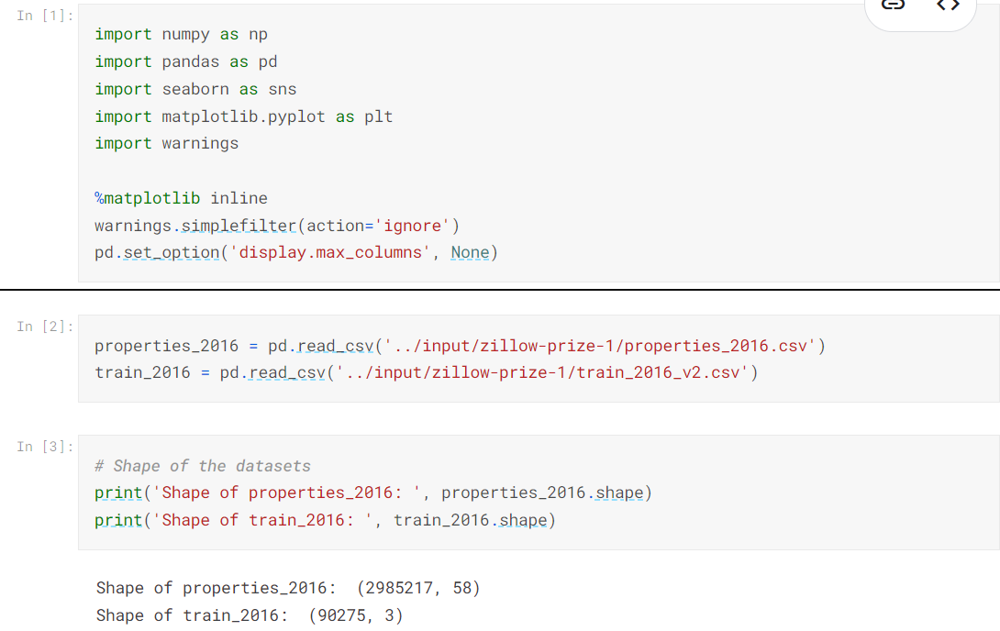 In [1]:
import numpy as np
import pandas as pd
import seaborn as sns
import matplotlib.pyplot as plt
import warnings
%matplotlib inline
warnings.simplefilter(action='ignore')
pd.set_option('display.max_columns', None)
In [2]:
properties_2016 = pd.read_csv('../input/zillow-prize-1/properties_2016.csv')
train_2016 = pd.read_csv('../input/zillow-prize-1/train_2016_v2.csv')
In [3]:
# Shape of the datasets
print('Shape of properties_2016: ', properties_2016.shape)
print('Shape of train_2016: ', train_2016.shape)
Shape of properties_2016:  (2985217, 58)
Shape of train_2016:  (90275, 3)